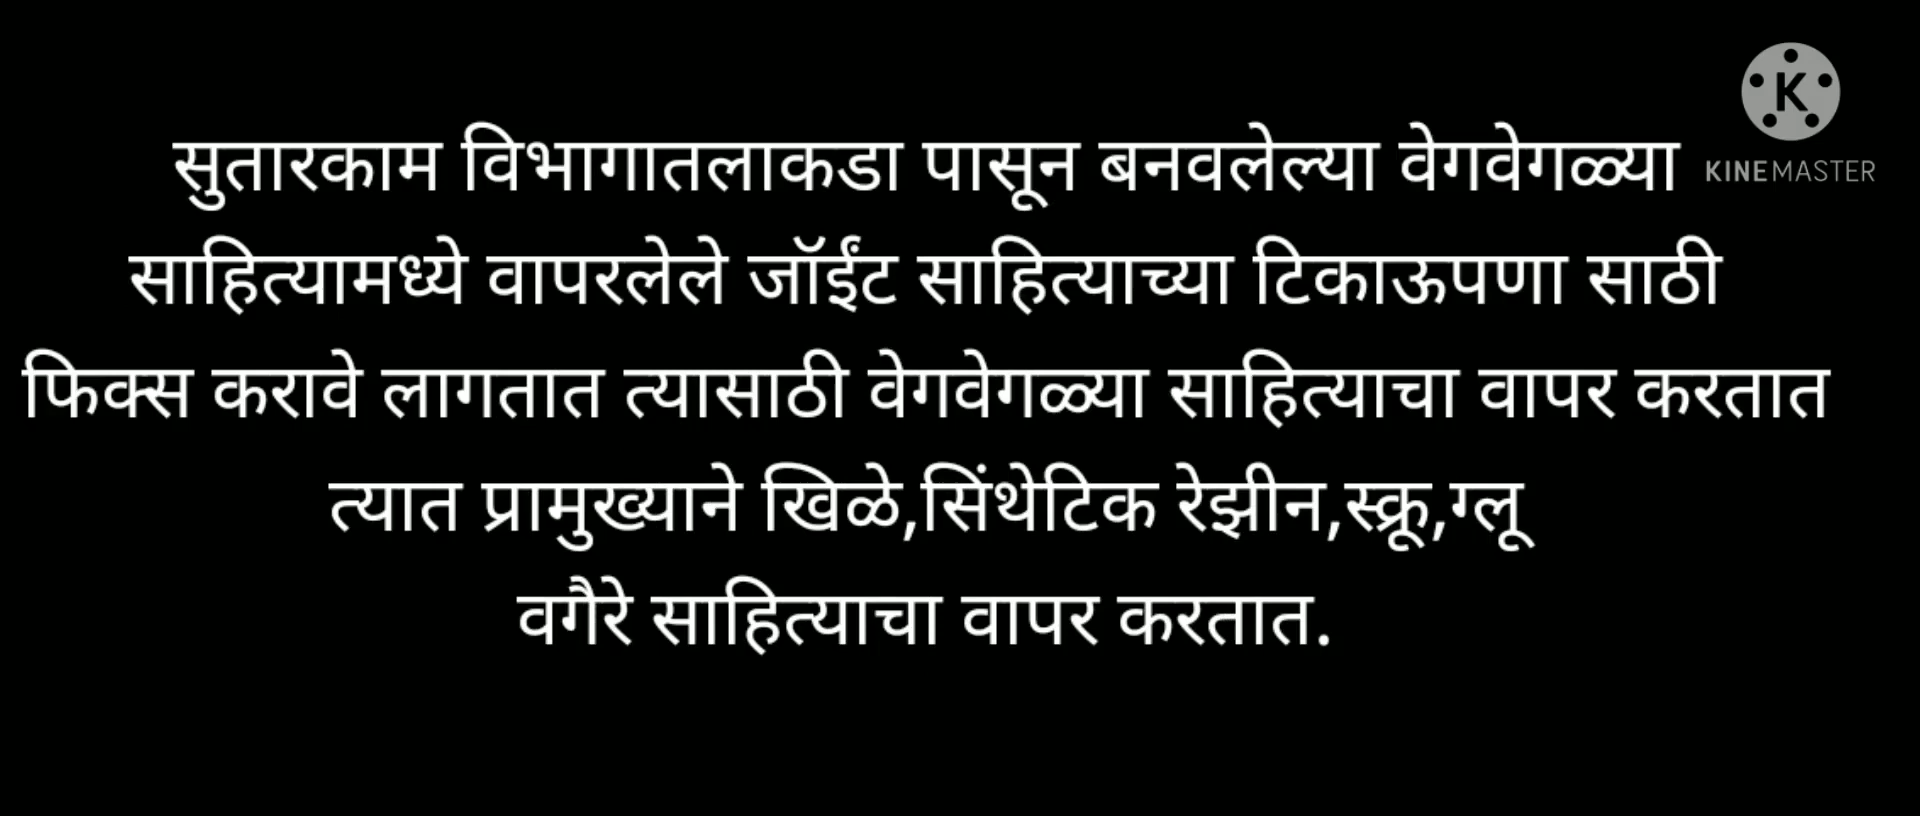 सुतारकाम विभागातलाकडा पासून बनवलेल्या वेगवेगळ्या
साहित्यामध्ये वापरलेले जॉईंट साहित्याच्या टिकाऊपणा साठी
फिक्स करावे लागतात त्यासाठी वेगवेगळ्या साहित्याचा वापर करतात
त्यात प्रामुख्याने खिळे,सिंथेटिक रेझीन,स्क्रू,ग्लू
वगैरे साहित्याचा वापर करतात.
K
KINEMASTER